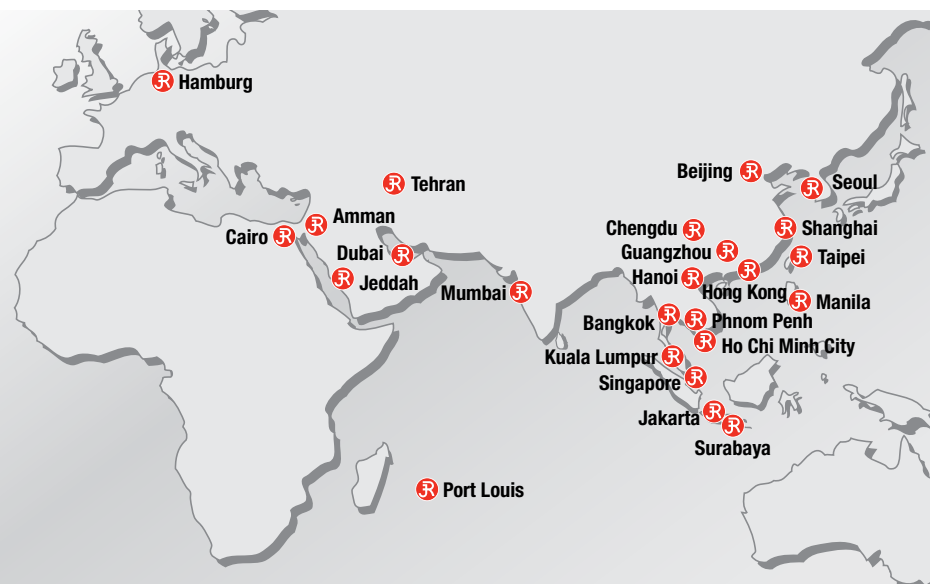 Hamburg
Tehran
Beijing
Seoul
Amman
Cairo
Chengdu
Shanghai
Dubai
Guangzhou
Taipei
Jeddah
Hanoi
Mumbai
Hong Kong
Manila
Bangkok
Phnom Penh
Ho Chi Minh City
Kuala Lumpur
Singapore
Jakarta
Surabaya
Port Louis